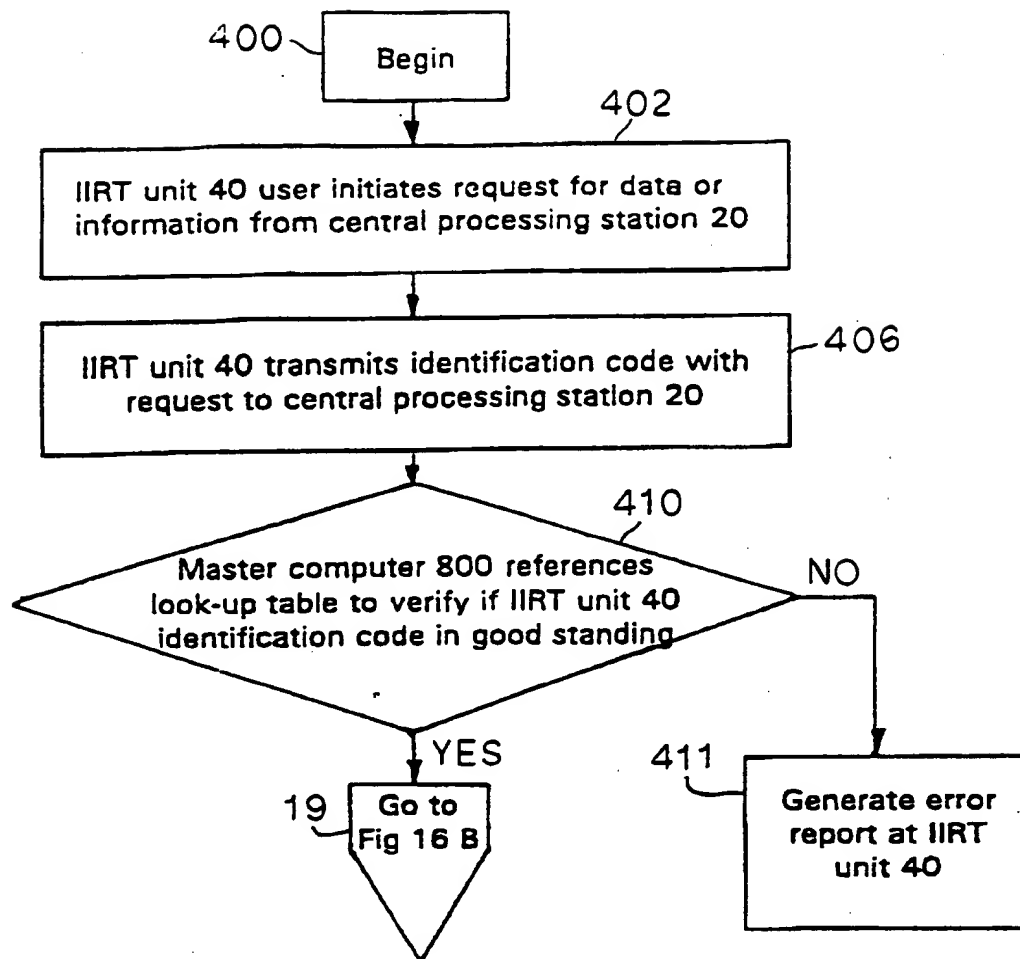 400
Begin
402
IIRT unit 40 user initiates request for data or
information from central processing station 20
406
IIRT unit 40 transmits identification code with
request to central processing station 20
410
Master computer 800 references
look-up table to verify if IIRT unit 40
identification code in good standing
NO
YES
19
Go to
Fig 16 B
411
Generate error
report at IIRT
unit 40